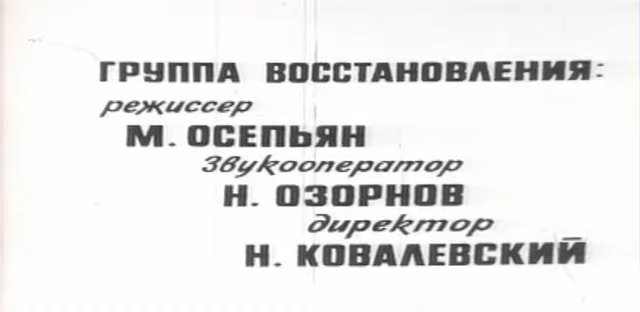 ГРУППА ВОССТАНОВЛЕНИЯ:
режиссер
М. ОСЕПЬЯН
Звукооператор
Н. ОЗОРНОВ
директор
Н. КОВАЛЕВСКИЙ